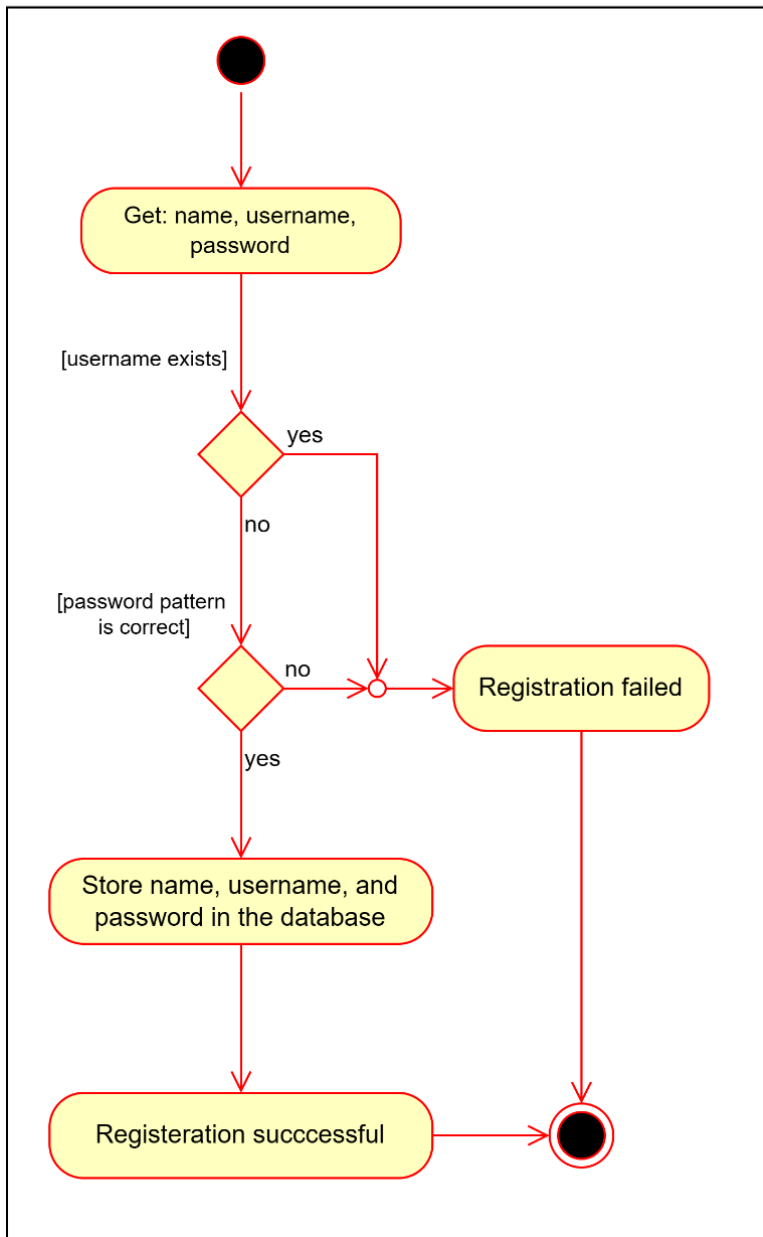 Get: name, username,
password
[username exists]
yes
no
[password pattern
is correct]
no
Registration failed
yes
Store name, username, and
password in the database
Registeration succcessful